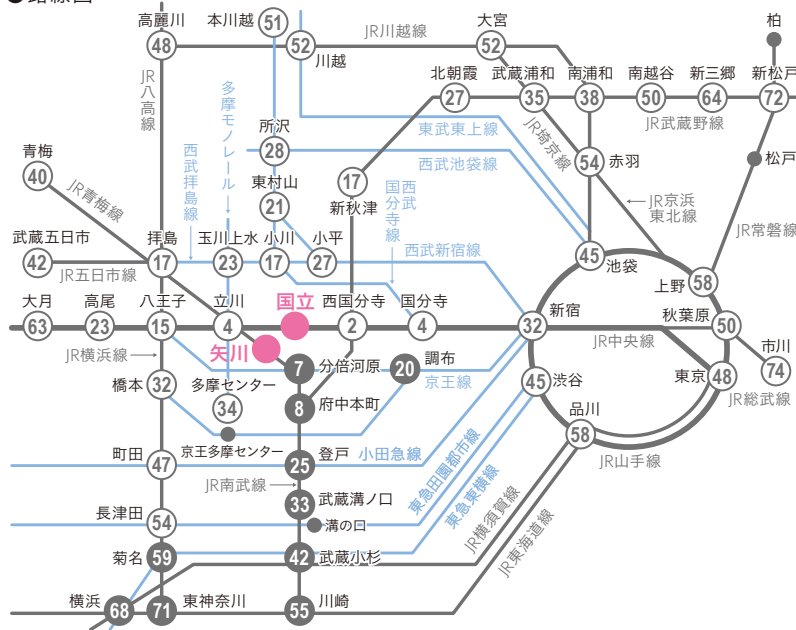 ●路線図
高麗川
48
本川越
51
52
川越
JR川越線
大宮
52
柏
JR八高線
多摩モノレール
北朝霞
27
武蔵浦和
35
南浦和
38
南越谷
50
新三郷
64
新松戸
72
東武東上線
JR埼京線
JR武蔵野線
所沢
28
西武池袋線
青梅
40
JR青梅線
西武拝島線
東村山
21
17
新秋津
西武
国分寺線
54
赤羽
松戸
JR京浜
東北線
JR常磐線
武蔵五日市
42
JR五日市線
拝島
17
玉川上水
23
小川
17
小平
27
西武新宿線
45
池袋
上野
58
大月
63
高尾
23
八王子
15
立川
4
国立
西国分寺
2
国分寺
4
32
新宿
JR中央線
秋葉原
50
矢川
JR横浜線
7
分倍河原
調布
20
京王線
45
渋谷
東京
48
市川
74
JR総武線
橋本
32
多摩センター
34
8
府中本町
品川
58
京王多摩センター
JR山手線
町田
47
25
登戸
小田急線
JR南武線
東急田園都市線
東急東横線
33
武蔵溝ノ口
溝の口
JR横須賀線
JR東海道線
長津田
54
菊名
59
42
武蔵小杉
横浜
68
71
東神奈川
55
川崎